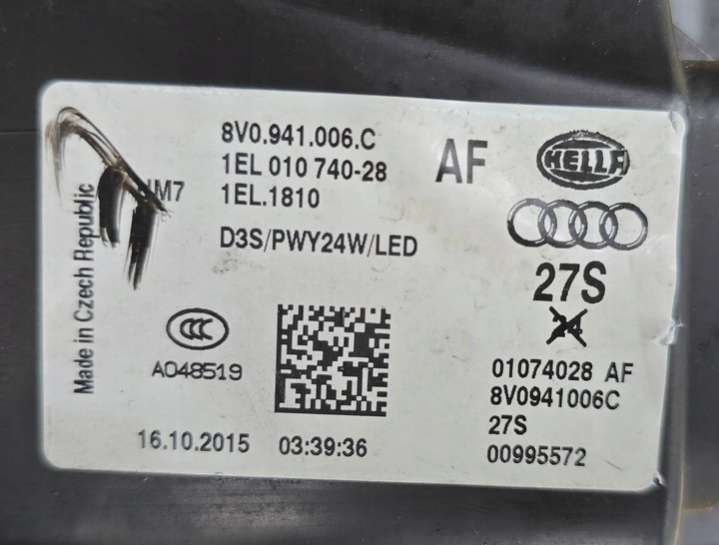 8V0.941.006.C
1EL 010 740-28
1EL.1810
D3S/PWY24W/LED
AF
HELLA
27S
24
Made in Czech Republic
CCC
A048519
16.10.2015 03:39:36
01074028 AF
8V0941006C
27S
00995572